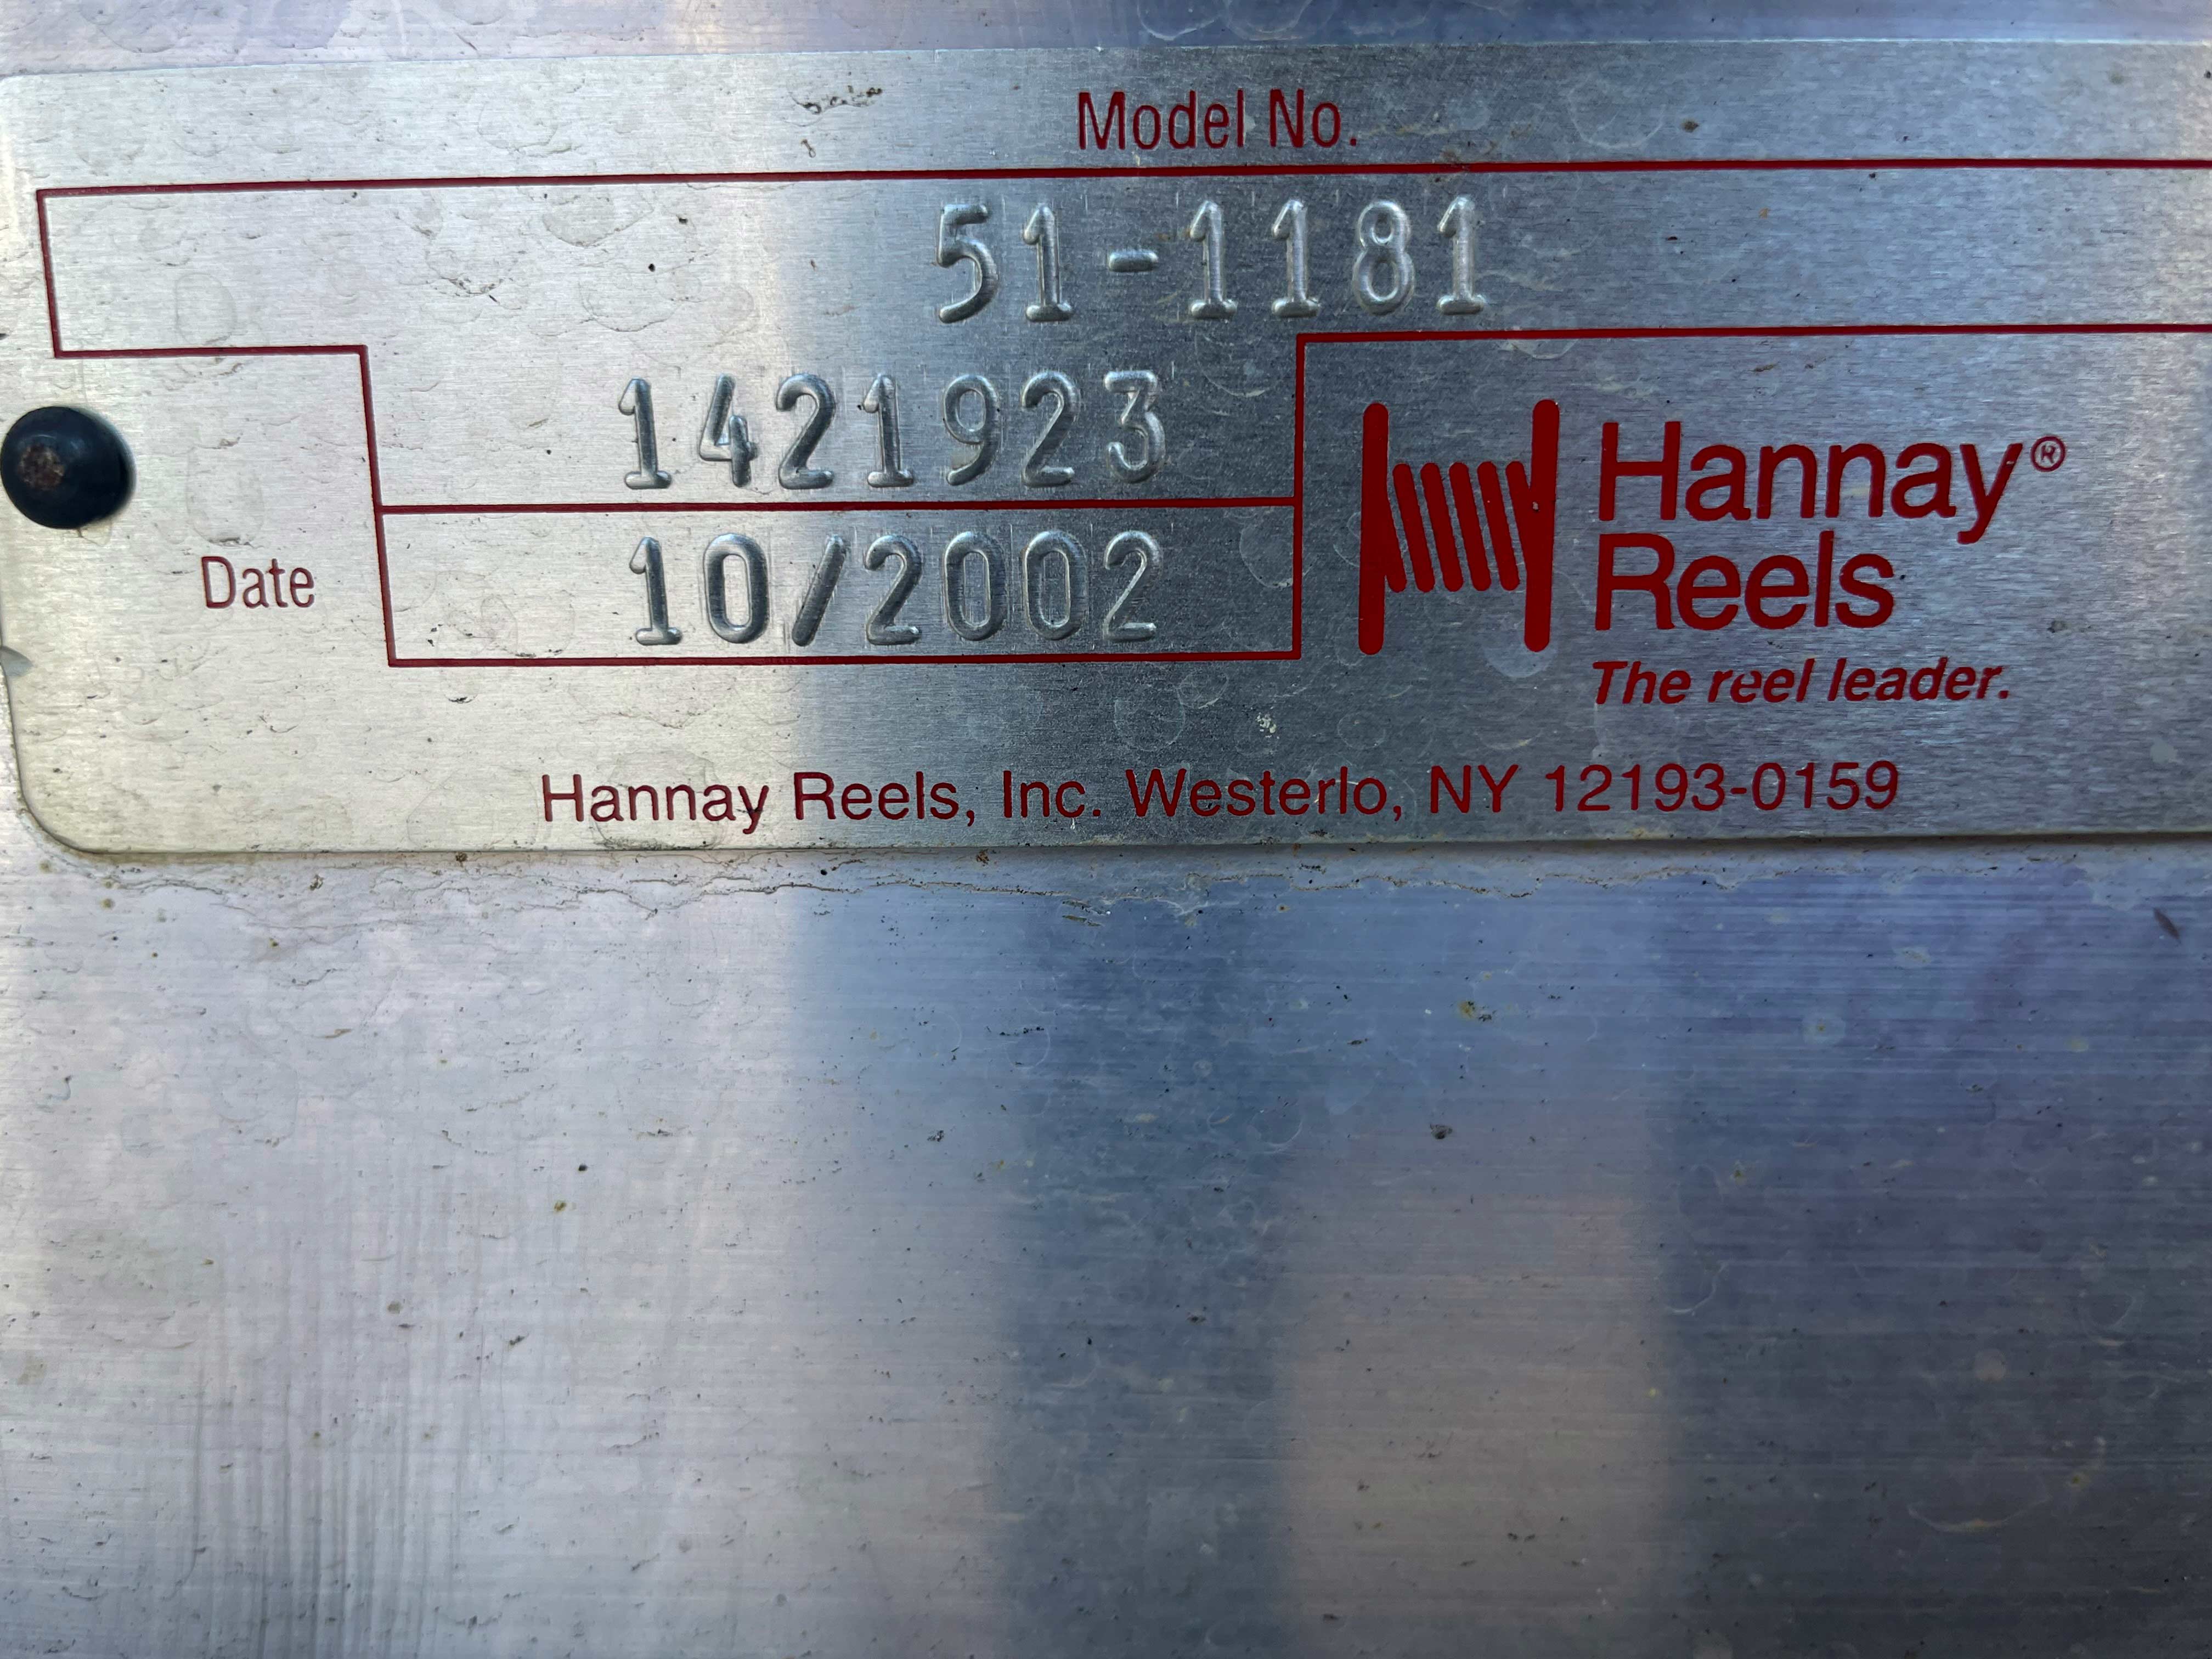 Model No.
51-1181
1421923
Date
10/2002
Hannay®
Reels
The reel leader.
Hannay Reels, Inc. Westerlo, NY 12193-0159